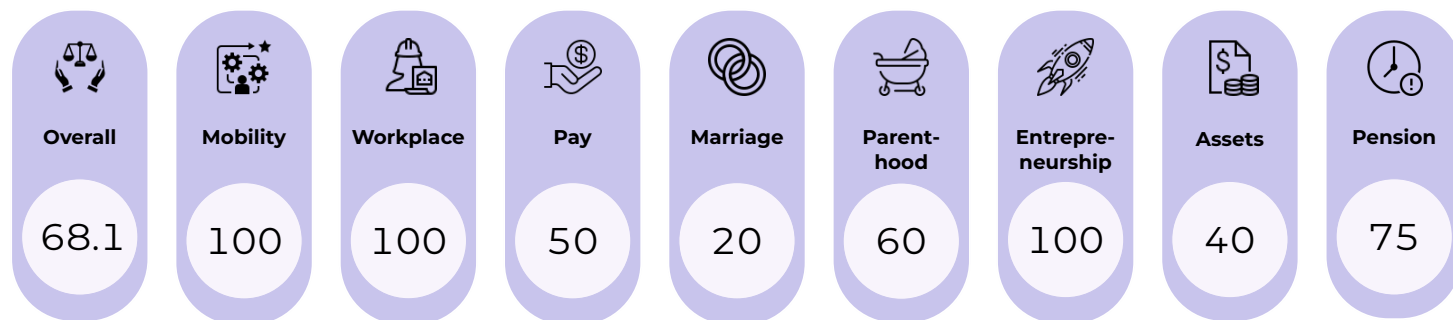 Overall
68.1
Mobility
100
Workplace
100
Pay
$
50
Marriage
20
Parent-
hood
60
Entrepre-
neurship
100
Assets
$
40
Pension
!
75